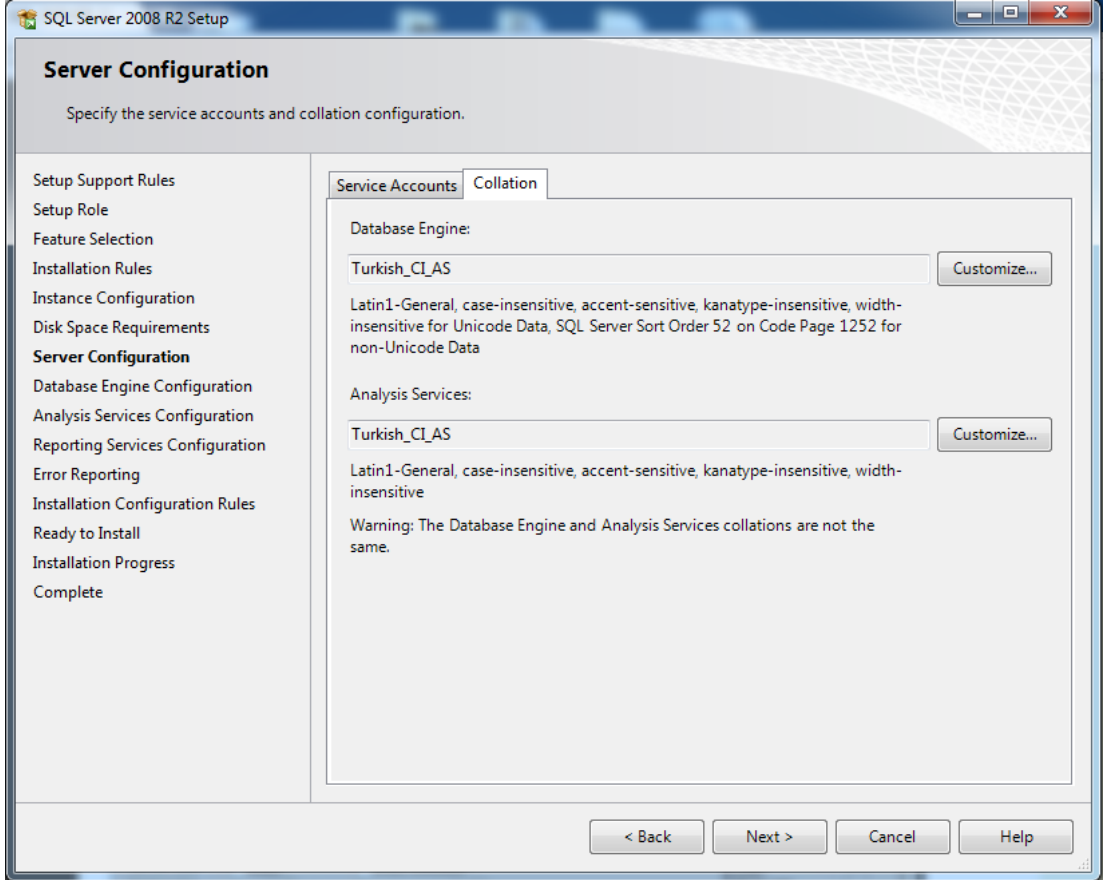 SQL Server 2008 R2 Setup
Server Configuration
Specify the service accounts and collation configuration.
Setup Support Rules
Setup Role
Feature Selection
Installation Rules
Instance Configuration
Disk Space Requirements
Server Configuration
Database Engine Configuration
Analysis Services Configuration
Reporting Services Configuration
Error Reporting
Installation Configuration Rules
Ready to Install
Installation Progress
Complete
Service Accounts Collation
Database Engine:
Turkish_CI_AS Customize...
Latin1-General, case-insensitive, accent-sensitive, kanatype-insensitive, width-
insensitive for Unicode Data, SQL Server Sort Order 52 on Code Page 1252 for
non-Unicode Data
Analysis Services:
Turkish_CI_AS Customize...
Latin1-General, case-insensitive, accent-sensitive, kanatype-insensitive, width-
insensitive
Warning: The Database Engine and Analysis Services collations are not the
same.
< Back Next > Cancel Help